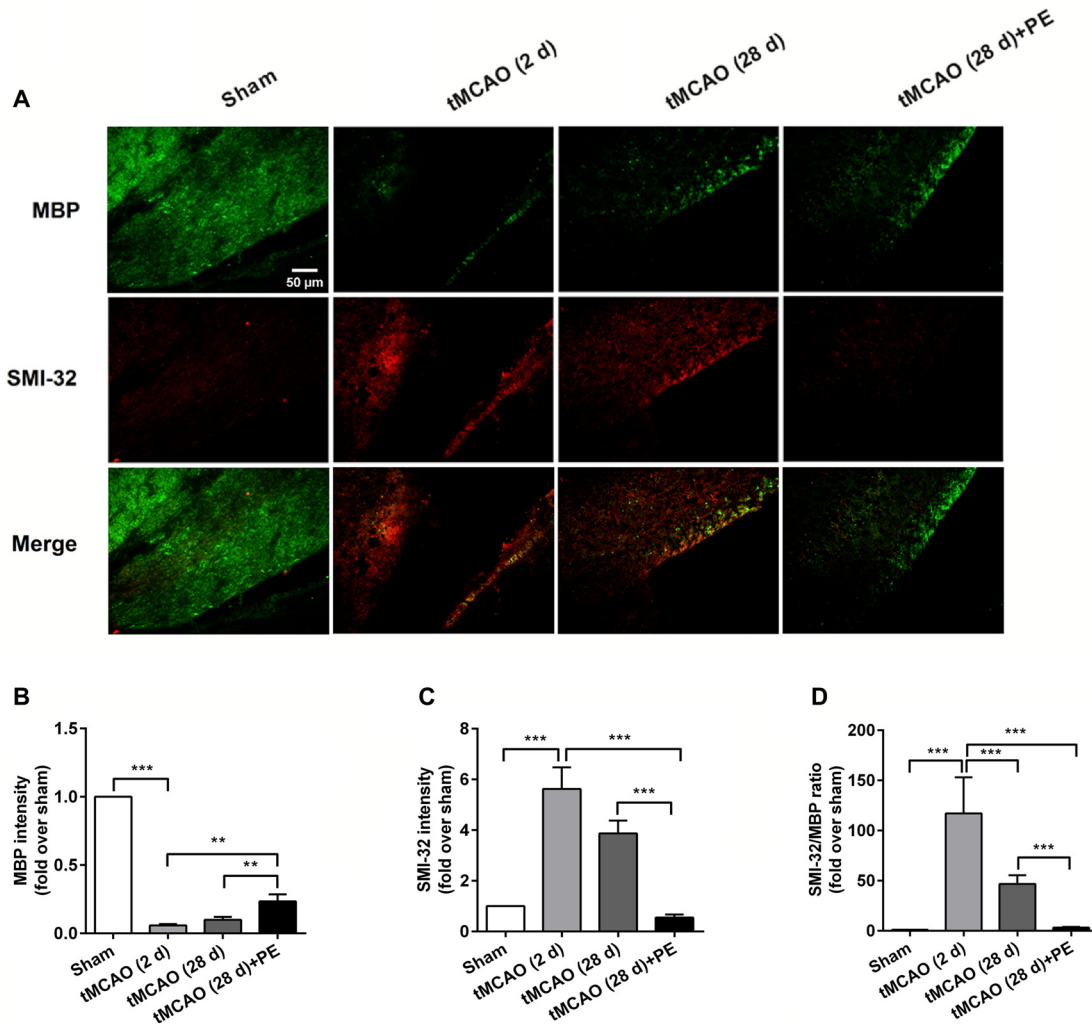 Sham
tMCAO (2 d)
tMCAO (28 d)
tMCAO (28 d)+PE
A
MBP
50 µm
SMI-32
Merge
B
MBP intensity
(fold over sham)
1.5
1.0
0.5
0.0
***
**
**
Sham
tMCAO (2 d)
tMCAO (28 d)
tMCAO (28 d)+PE
C
SMI-32 intensity
(fold over sham)
8
6
4
2
0
***
***
***
Sham
tMCAO (2 d)
tMCAO (28 d)
tMCAO (28 d)+PE
D
SMI-32/MBP ratio
(fold over sham)
200
150
100
50
0
***
***
***
***
Sham
tMCAO (2 d)
tMCAO (28 d)
tMCAO (28 d)+PE